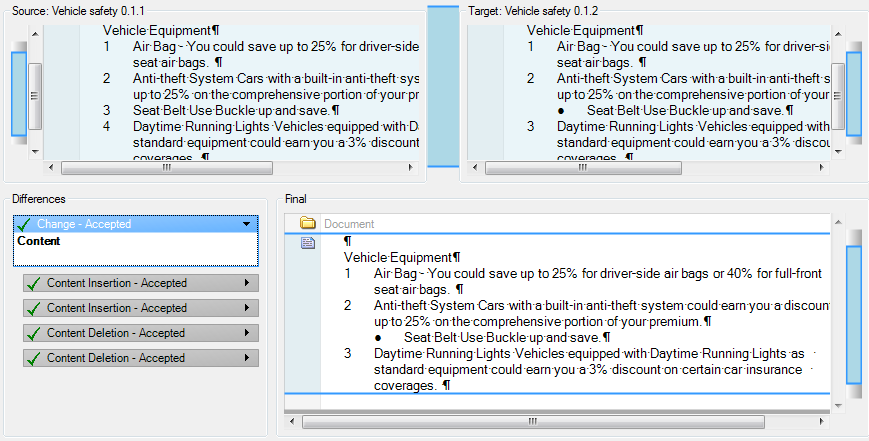 Source: Vehicle safety 0.1.1
Vehicle Equipment¶
1 Air Bag - You could save up to 25% for driver-side
seat air bags. ¶
2 Anti-theft System Cars with a built-in anti-theft sys
up to 25% on the comprehensive portion of your pr
3 Seat Belt Use Buckle up and save.¶
4 Daytime Running Lights Vehicles equipped with D
standard equipment could earn you a 3% discount
coverages. ¶
Target: Vehicle safety 0.1.2
Vehicle Equipment¶
1 Air Bag - You could save up to 25% for driver-si
seat air bags. ¶
2 Anti-theft System Cars with a built-in anti-theft s
up to 25% on the comprehensive portion of your
● Seat Belt Use Buckle up and save.¶
3 Daytime Running Lights Vehicles equipped with
standard equipment could earn you a 3% discou
coverages. ¶
Differences
Change - Accepted
Content
Content Insertion - Accepted
Content Insertion - Accepted
Content Deletion - Accepted
Content Deletion - Accepted
Final
Document
¶
Vehicle Equipment¶
1 Air Bag - You could save up to 25% for driver-side air bags or 40% for full-front
seat air bags. ¶
2 Anti-theft System Cars with a built-in anti-theft system could earn you a discoun
up to 25% on the comprehensive portion of your premium.¶
● Seat Belt Use Buckle up and save.¶
3 Daytime Running Lights Vehicles equipped with Daytime Running Lights as
standard equipment could earn you a 3% discount on certain car insurance
coverages. ¶